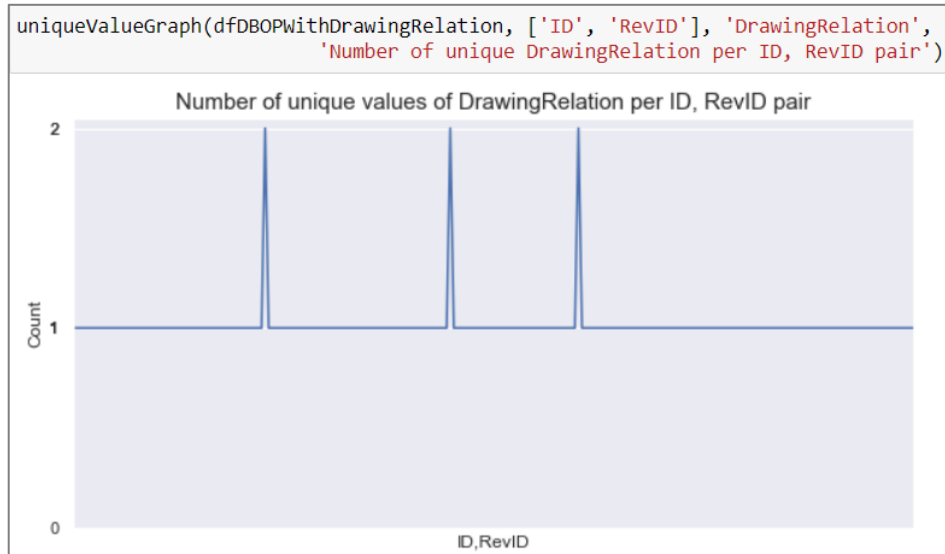 uniqueValueGraph(dfDBOPWithDrawingRelation, ['ID', 'RevID'], 'DrawingRelation',
'Number of unique DrawingRelation per ID, RevID pair')
Number of unique values of DrawingRelation per ID, RevID pair
2
Count
1
0
ID,RevID